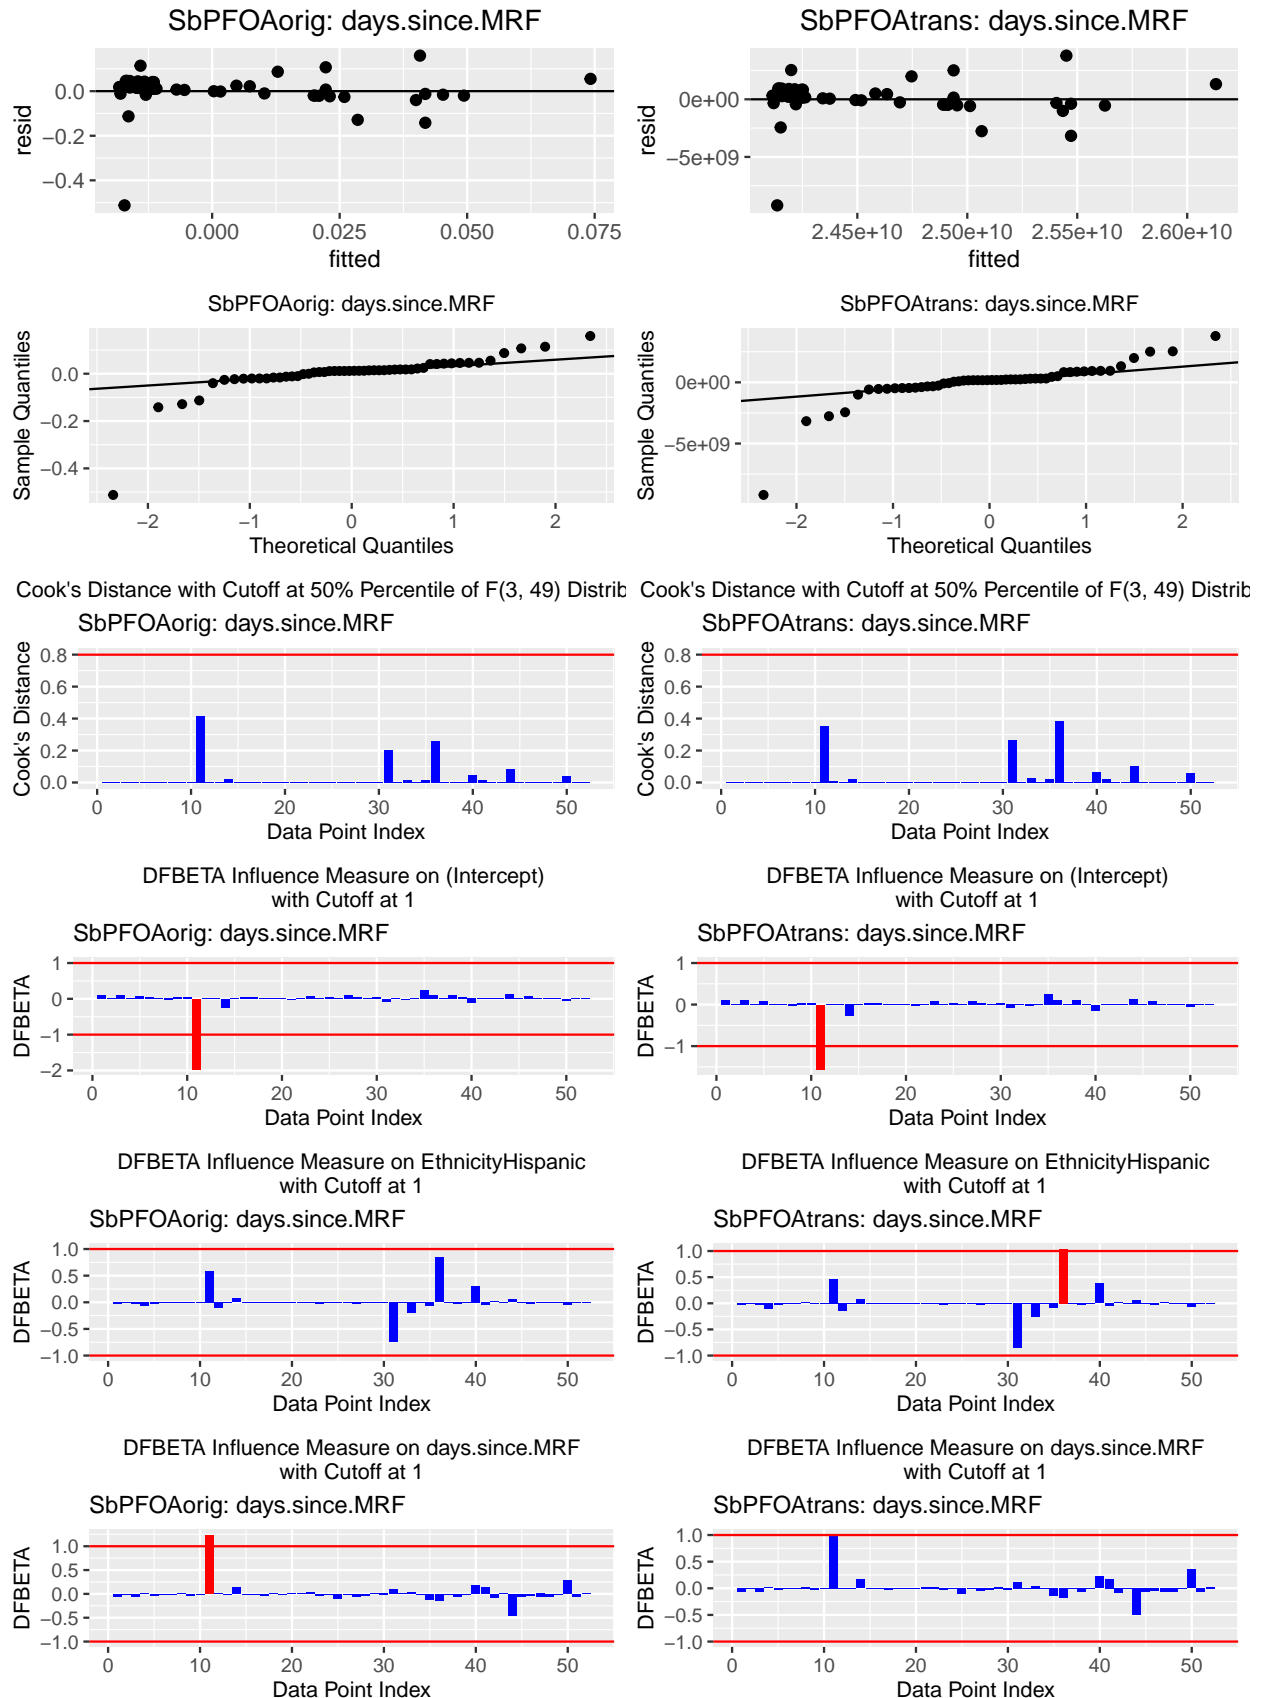 SbPFOAorig: days.since.MRF
resid
0.0
−0.2
−0.4
0.000 0.025 0.050 0.075
fitted
SbPFOAtrans: days.since.MRF
resid
0e+00
−5e+09
2.45e+10 2.50e+10 2.55e+10 2.60e+10
fitted
SbPFOAorig: days.since.MRF
Sample Quantiles
0.0
−0.2
−0.4
−2 −1 0 1 2
Theoretical Quantiles
SbPFOAtrans: days.since.MRF
Sample Quantiles
0e+00
−5e+09
−2 −1 0 1 2
Theoretical Quantiles
Cook's Distance with Cutoff at 50% Percentile of F(3, 49) Distrib
SbPFOAorig: days.since.MRF
Cook's Distance
0.8
0.6
0.4
0.2
0.0
0 10 20 30 40 50
Data Point Index
Cook's Distance with Cutoff at 50% Percentile of F(3, 49) Distrib
SbPFOAtrans: days.since.MRF
Cook's Distance
0.8
0.6
0.4
0.2
0.0
0 10 20 30 40 50
Data Point Index
DFBETA Influence Measure on (Intercept)
with Cutoff at 1
SbPFOAorig: days.since.MRF
DFBETA
1
0
−1
−2
0 10 20 30 40 50
Data Point Index
DFBETA Influence Measure on (Intercept)
with Cutoff at 1
SbPFOAtrans: days.since.MRF
DFBETA
1
0
−1
0 10 20 30 40 50
Data Point Index
DFBETA Influence Measure on EthnicityHispanic
with Cutoff at 1
SbPFOAorig: days.since.MRF
DFBETA
1.0
0.5
0.0
−0.5
−1.0
0 10 20 30 40 50
Data Point Index
DFBETA Influence Measure on EthnicityHispanic
with Cutoff at 1
SbPFOAtrans: days.since.MRF
DFBETA
1.0
0.5
0.0
−0.5
−1.0
0 10 20 30 40 50
Data Point Index
DFBETA Influence Measure on days.since.MRF
with Cutoff at 1
SbPFOAorig: days.since.MRF
DFBETA
1.0
0.5
0.0
−0.5
−1.0
0 10 20 30 40 50
Data Point Index
DFBETA Influence Measure on days.since.MRF
with Cutoff at 1
SbPFOAtrans: days.since.MRF
DFBETA
1.0
0.5
0.0
−0.5
−1.0
0 10 20 30 40 50
Data Point Index